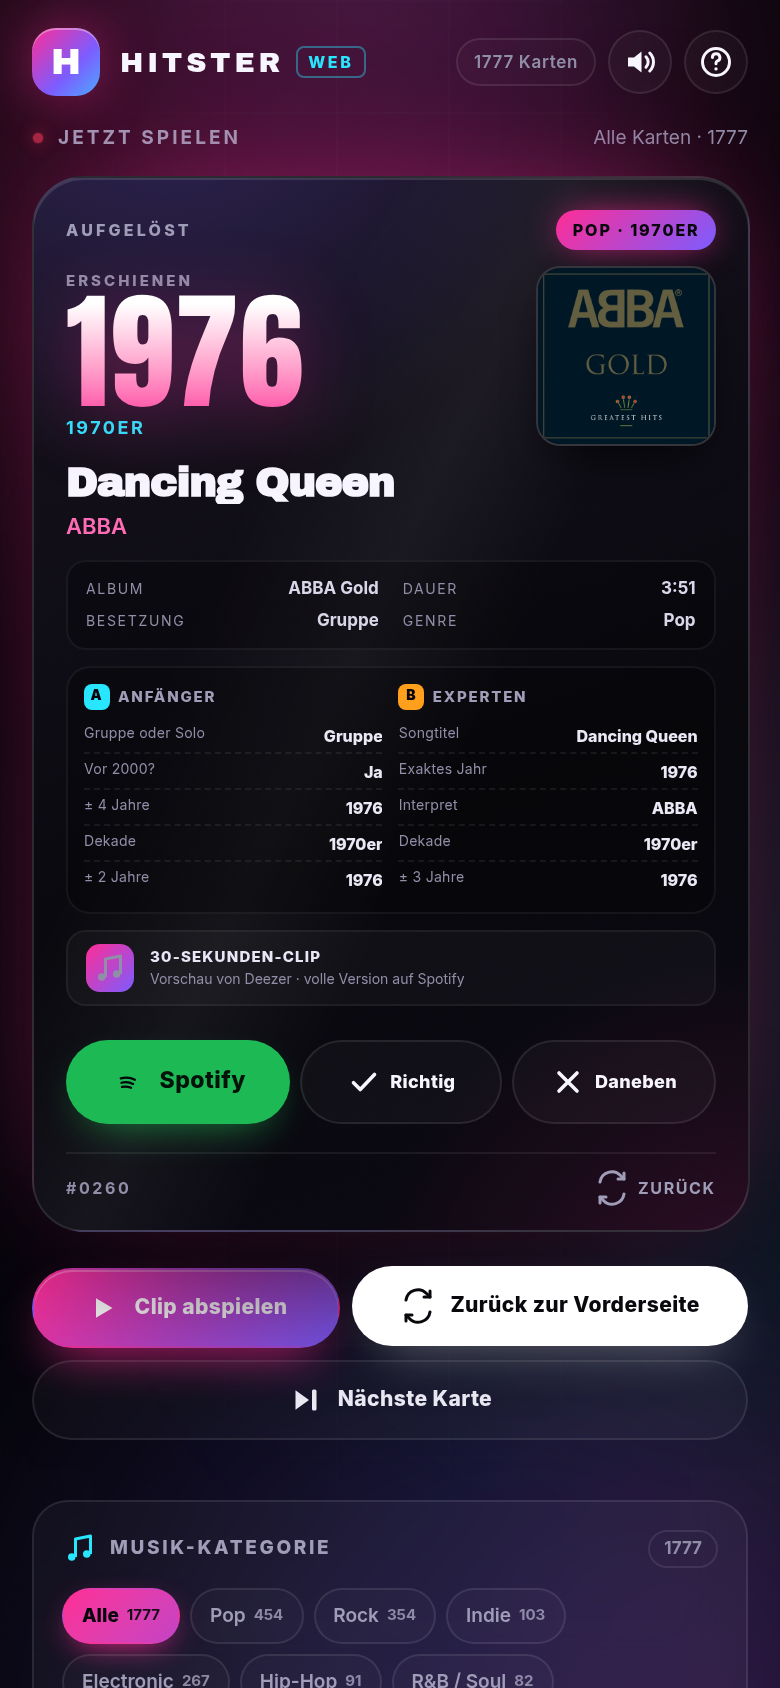 H HITSTER WEB 1777 Karten
JETZT SPIELEN Alle Karten · 1777
AUFGELÖST POP · 1970ER
ERSCHIENEN
1976
1970ER
ABBA®
GOLD
GREATEST HITS
Dancing Queen
ABBA
ALBUM ABBA Gold DAUER 3:51
BESETZUNG Gruppe GENRE Pop
A ANFÄNGER B EXPERTEN
Gruppe oder Solo Gruppe Songtitel Dancing Queen
Vor 2000? Ja Exaktes Jahr 1976
± 4 Jahre 1976 Interpret ABBA
Dekade 1970er Dekade 1970er
± 2 Jahre 1976 ± 3 Jahre 1976
30-SEKUNDEN-CLIP
Vorschau von Deezer · volle Version auf Spotify
Spotify Richtig Daneben
#0260 ZURÜCK
Clip abspielen Zurück zur Vorderseite
Nächste Karte
MUSIK-KATEGORIE 1777
Alle 1777 Pop 454 Rock 354 Indie 103
Electronic 267 Hip-Hop 91 R&B / Soul 82